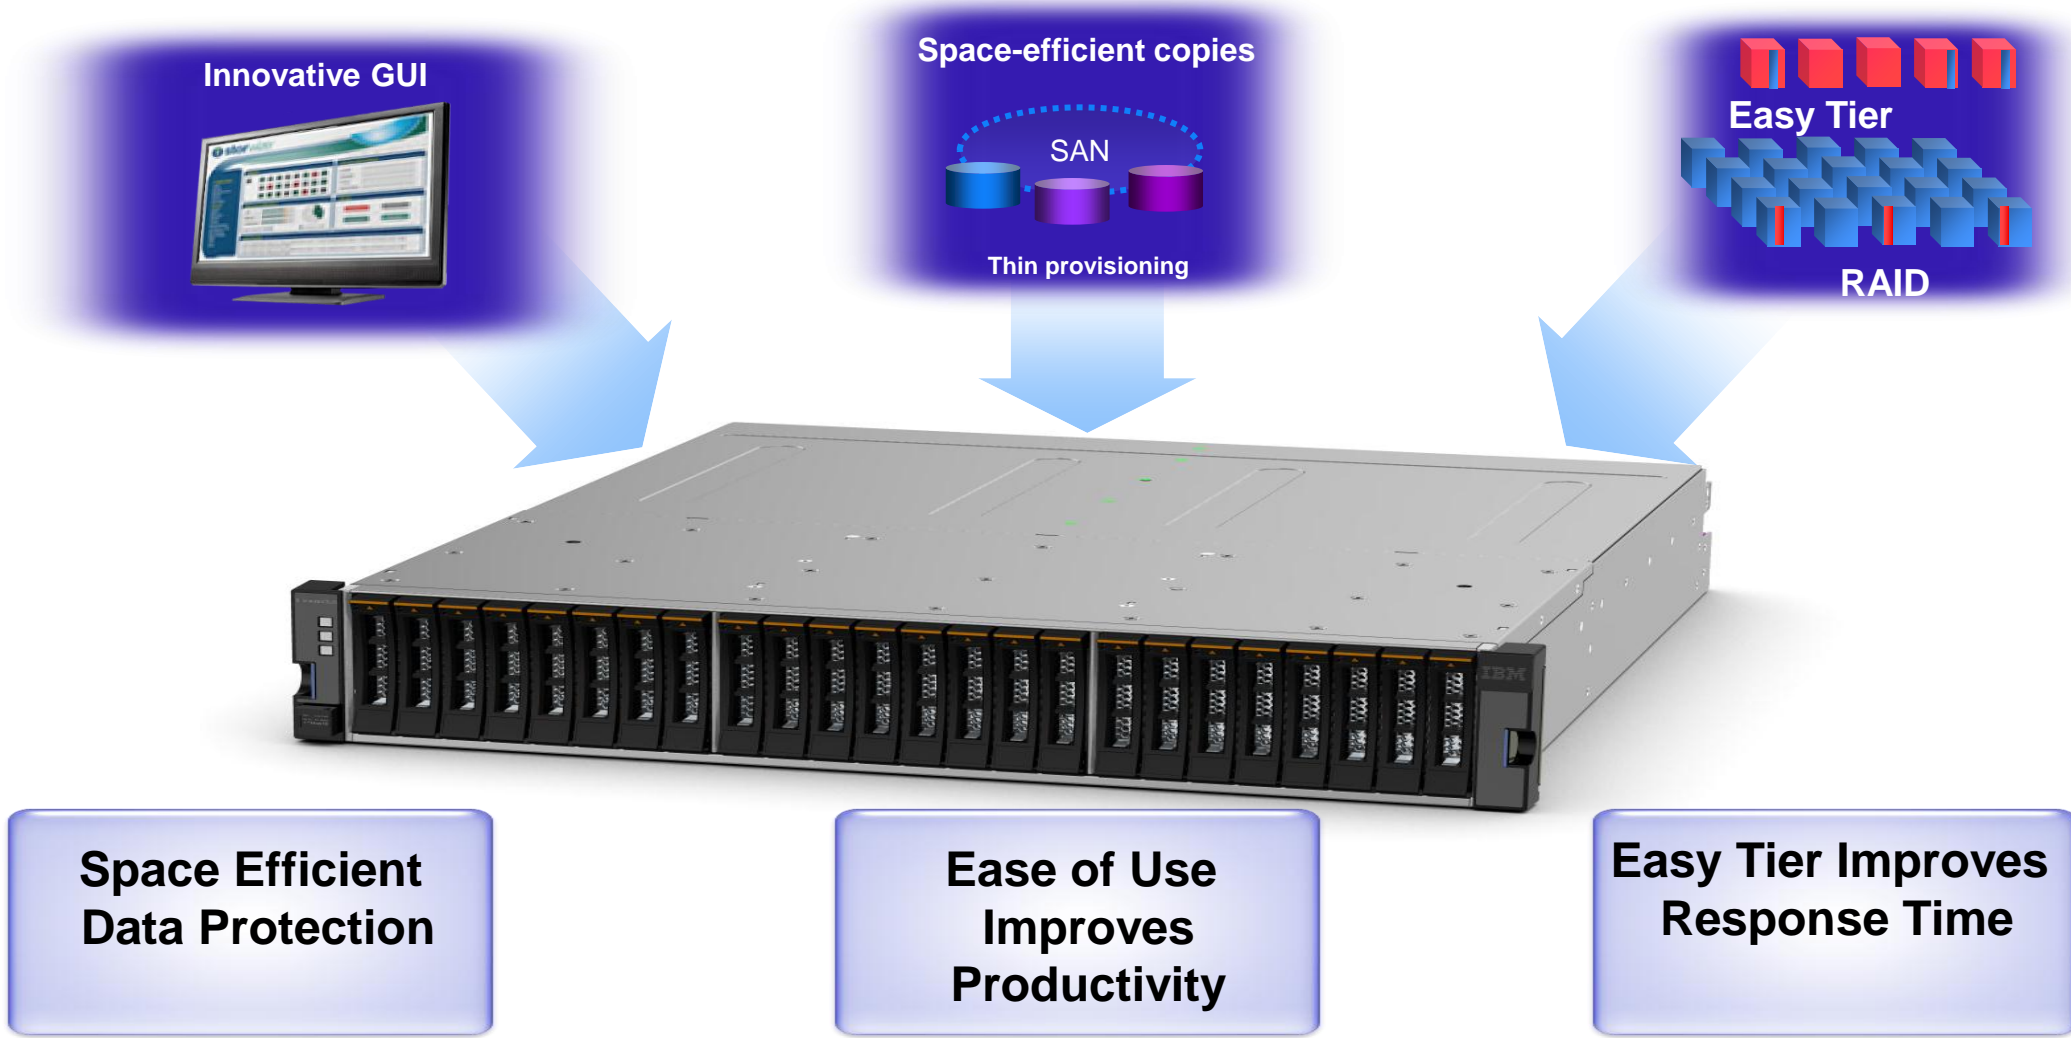 Innovative GUI
Space-efficient copies
SAN
Thin provisioning
Easy Tier
RAID
IBM
Space Efficient
Data Protection
Ease of Use
Improves
Productivity
Easy Tier Improves
Response Time